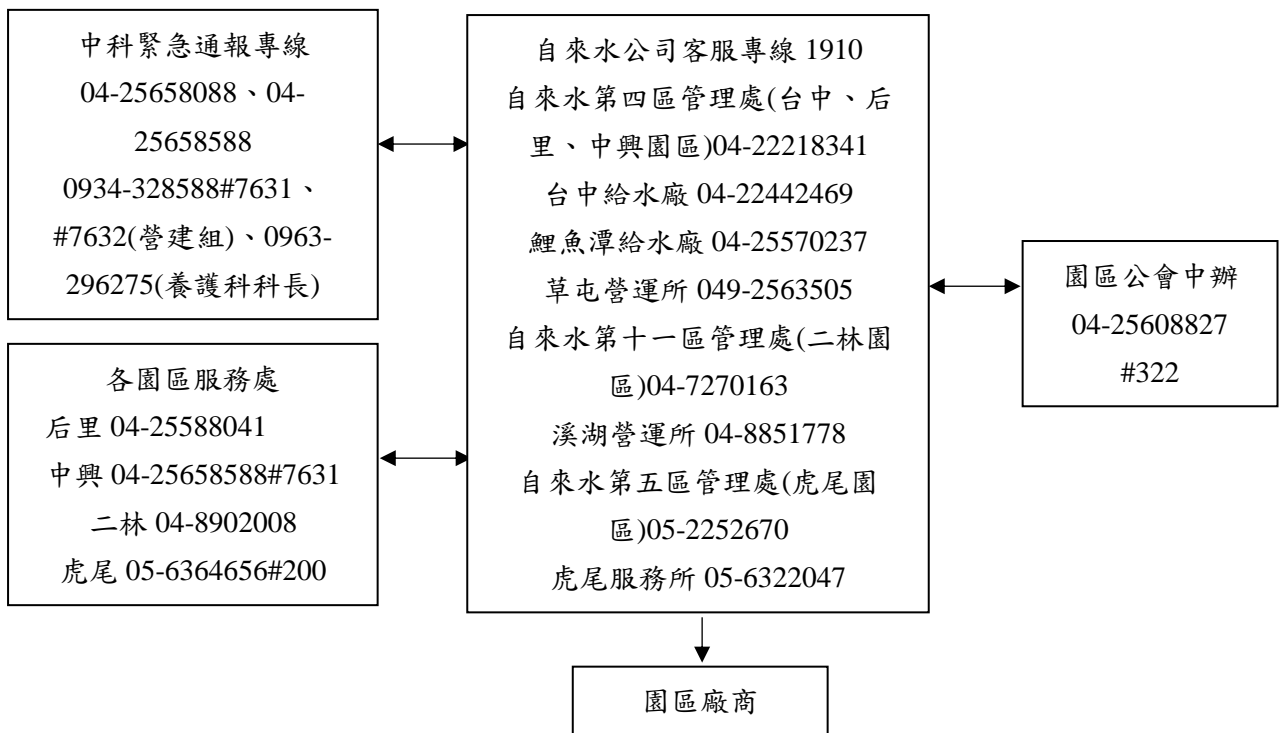 中科緊急通報專線
04-25658088、04-
25658588
0934-328588#7631、
#7632(營建組)、0963-
296275(養護科科長)
各園區服務處
后里 04-25588041
中興 04-25658588#7631
二林 04-8902008
虎尾 05-6364656#200
自來水公司客服專線 1910
自來水第四區管理處(台中、后
里、中興園區)04-22218341
台中給水廠 04-22442469
鯉魚潭給水廠 04-25570237
草屯營運所 049-2563505
自來水第十一區管理處(二林園
區)04-7270163
溪湖營運所 04-8851778
自來水第五區管理處(虎尾園
區)05-2252670
虎尾服務所 05-6322047
園區公會中辦
04-25608827
#322
園區廠商